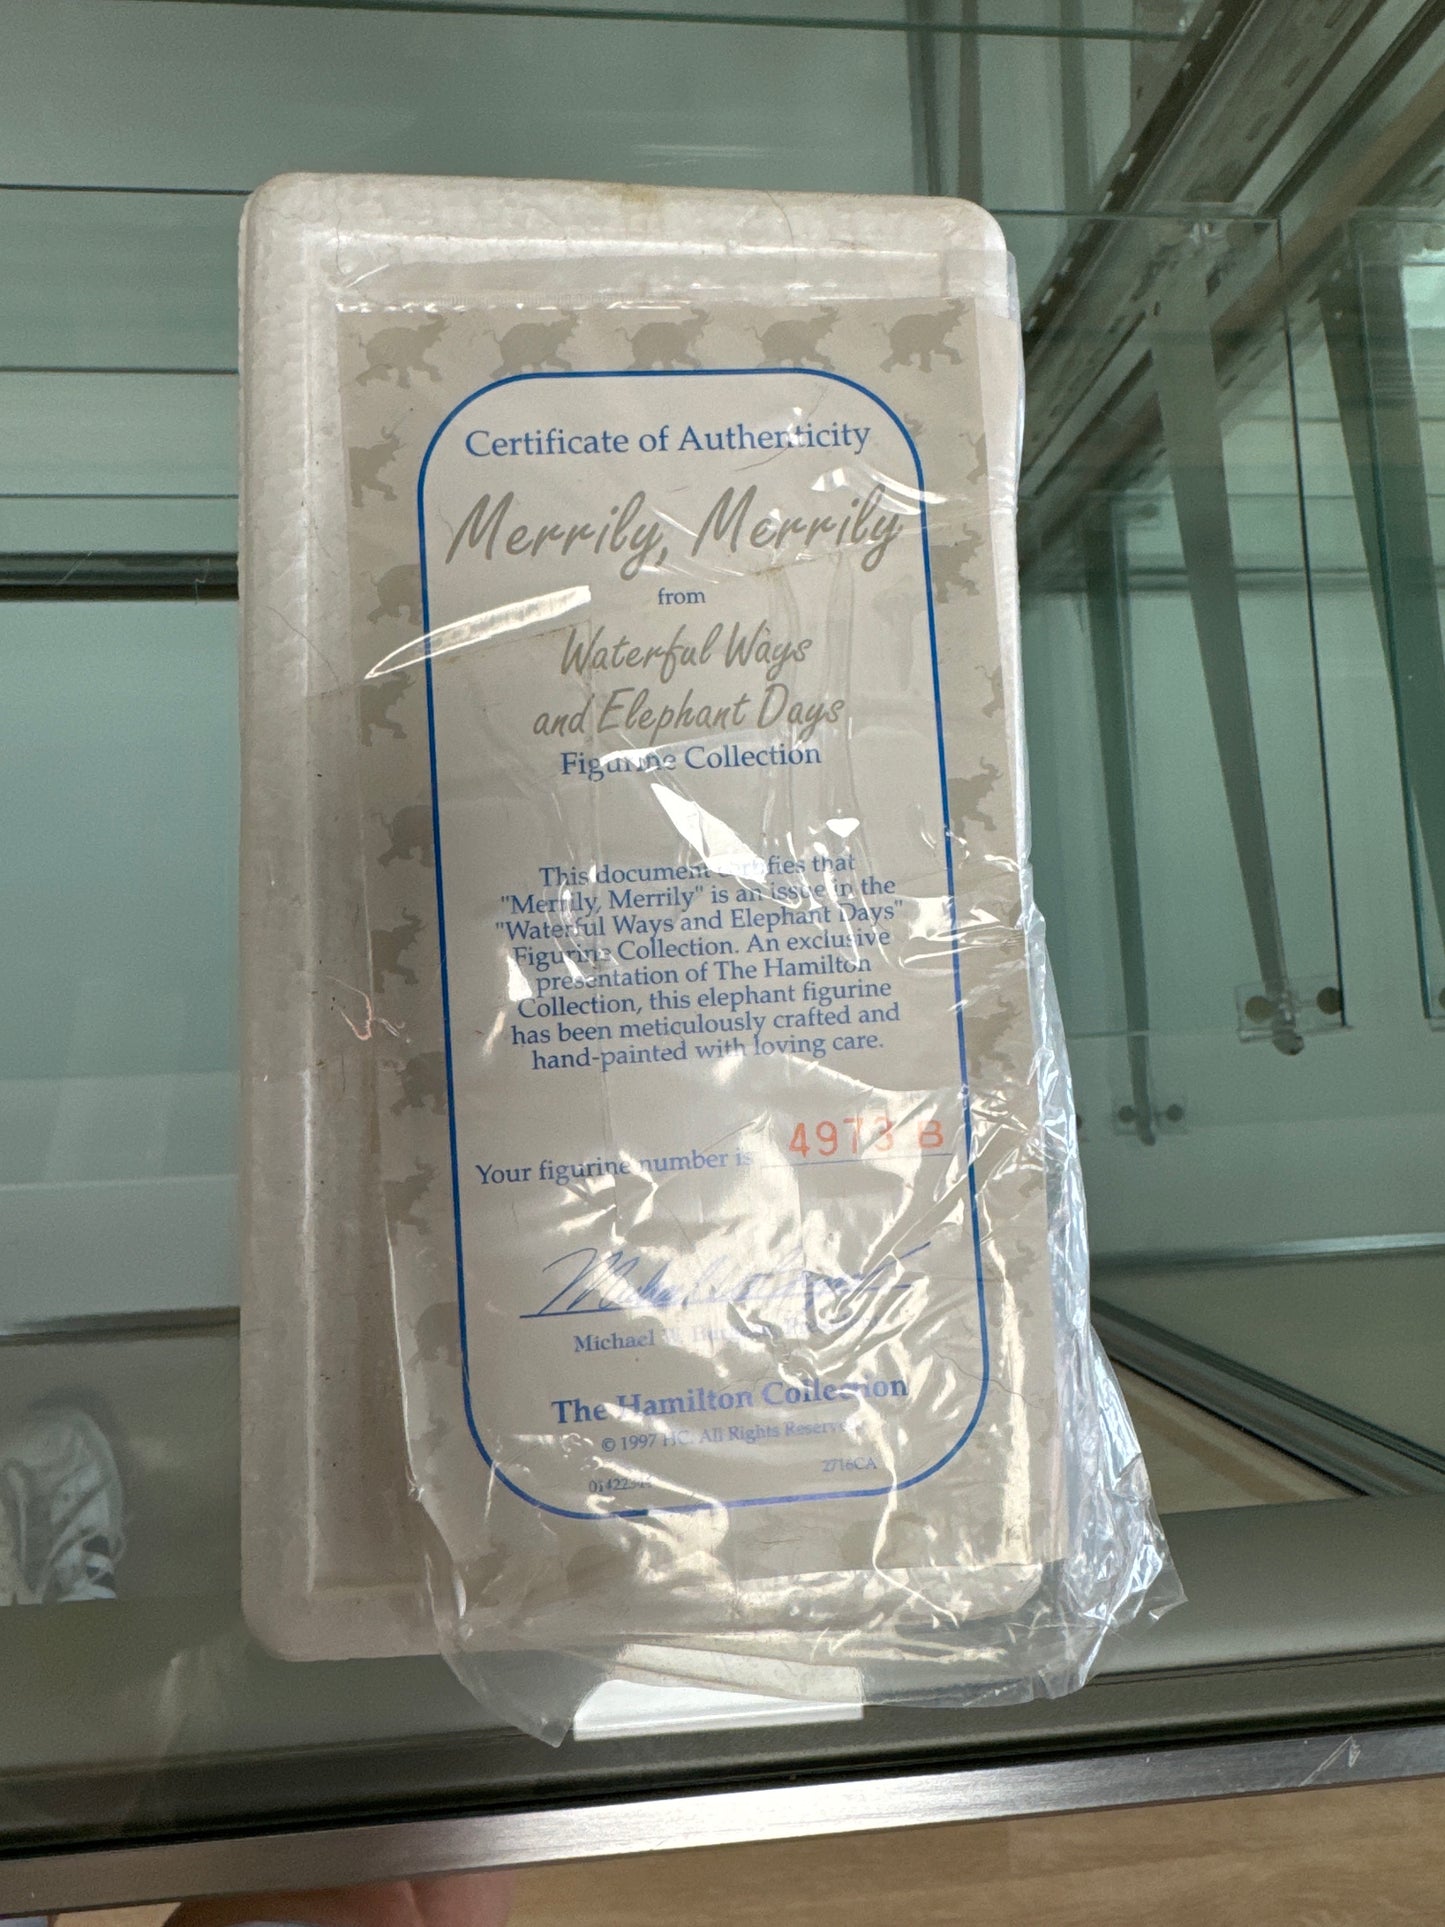 Certificate of Authenticity
Merrily, Merrily
from
Waterful Ways
and Elephant Days
Figurine Collection
This document certifies that
"Merrily, Merrily" is an issue in the
"Waterful Ways and Elephant Days"
Figurine Collection. An exclusive
presentation of The Hamilton
Collection, this elephant figurine
has been meticulously crafted and
hand-painted with loving care.
Your figurine number is 4973 B
Michael
The Hamilton Collection
© 1997 HC. All Rights Reserved
2716CA